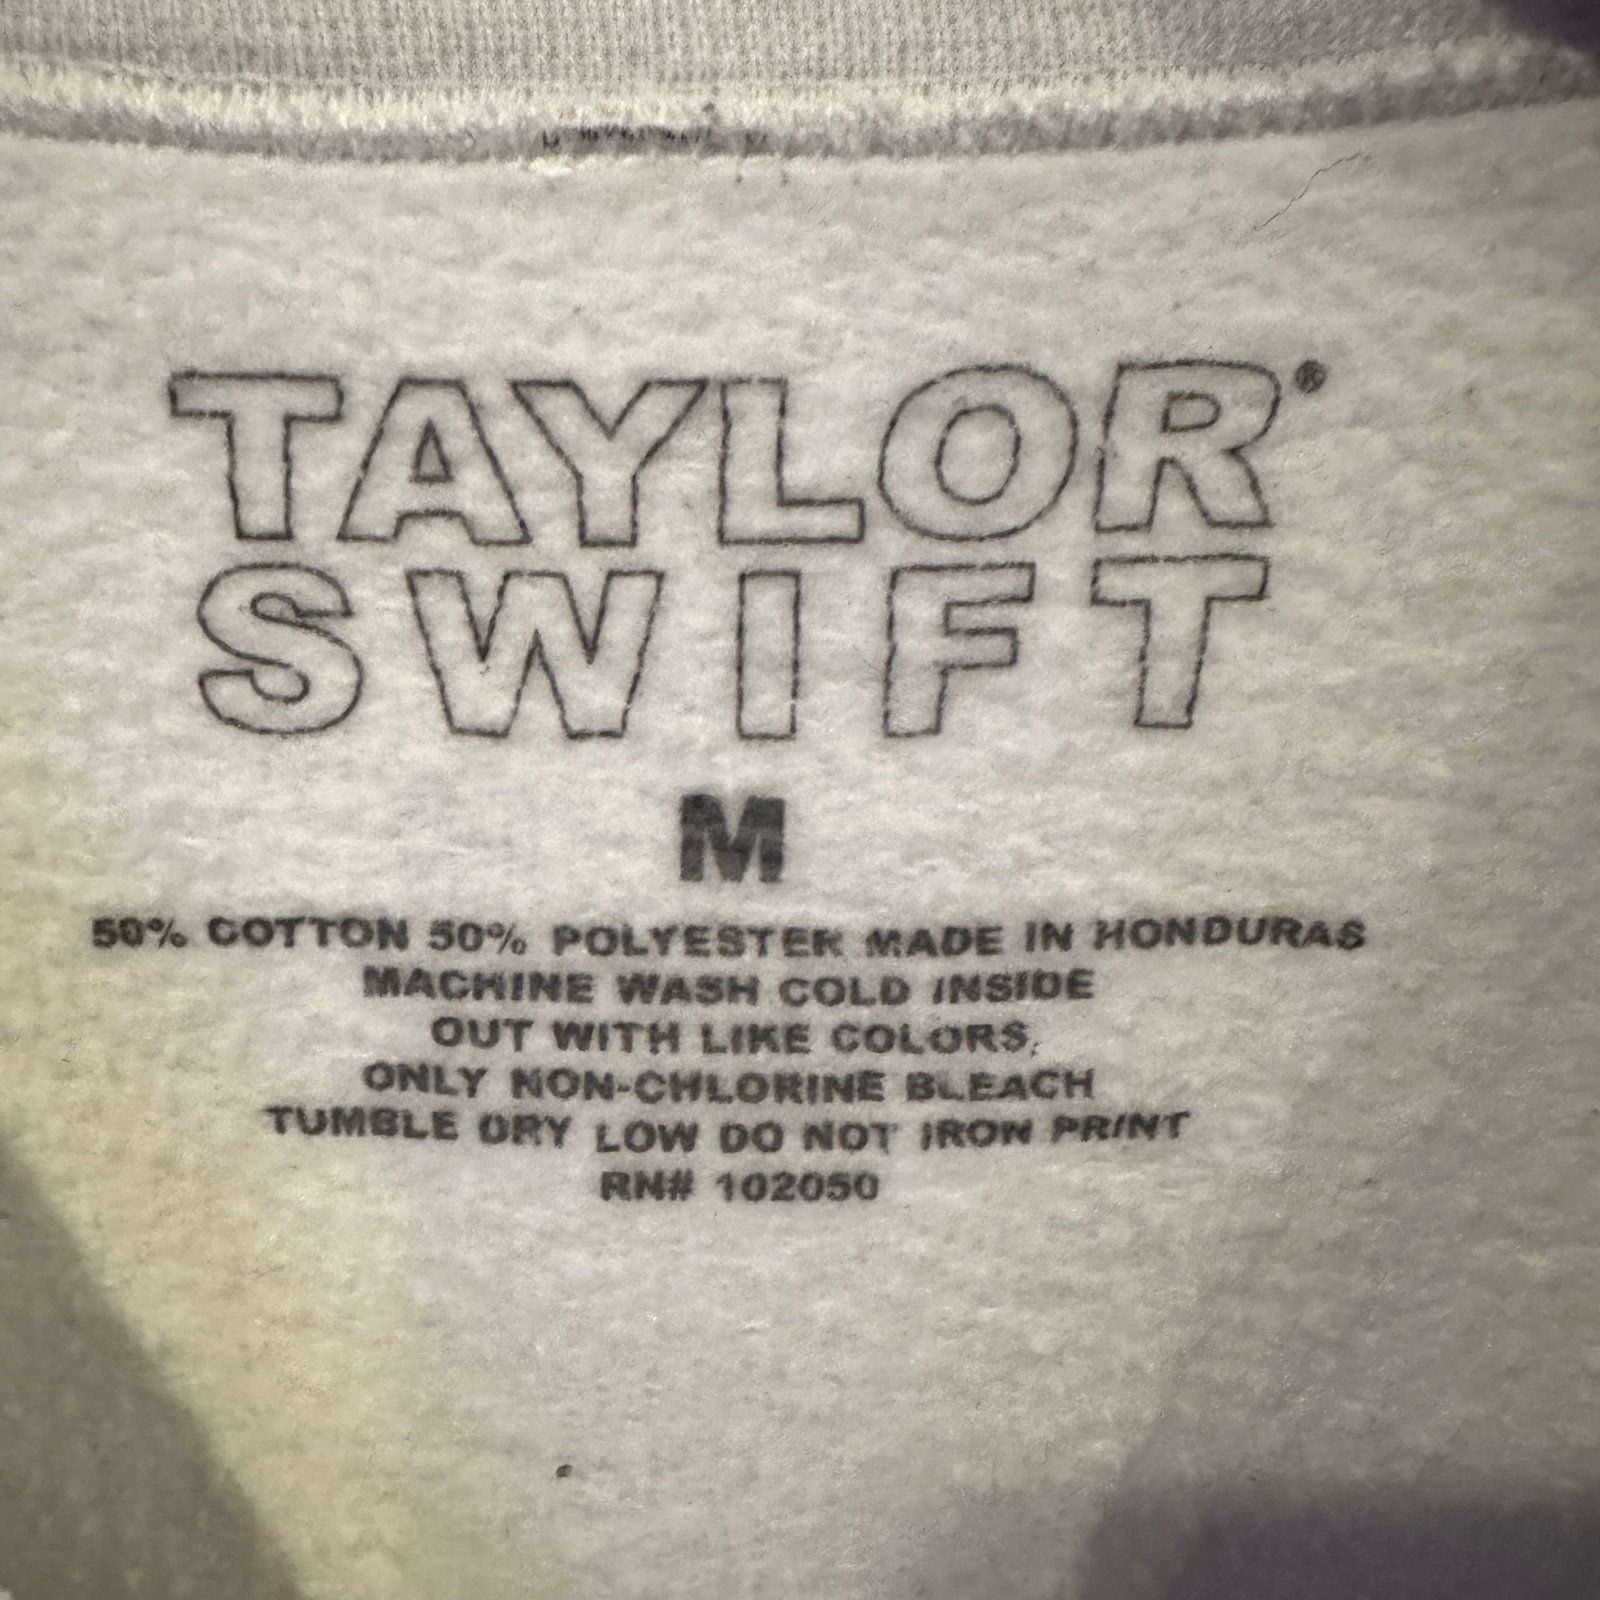 TAYLOR®
SWIFT
M
50% COTTON 50% POLYESTER MADE IN HONDURAS
MACHINE WASH COLD INSIDE
OUT WITH LIKE COLORS,
ONLY NON-CHLORINE BLEACH
TUMBLE DRY LOW DO NOT IRON PRINT
RN# 102050